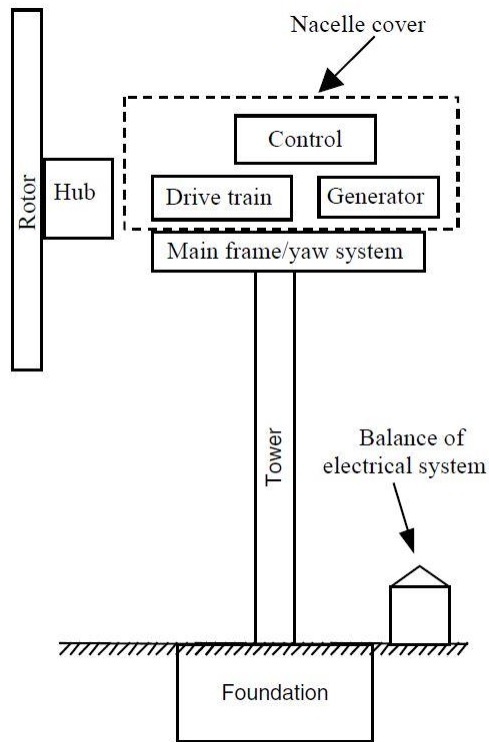 Nacelle cover
Control
Rotor
Hub
Drive train
Generator
Main frame/yaw system
Tower
Balance of
electrical system
Foundation